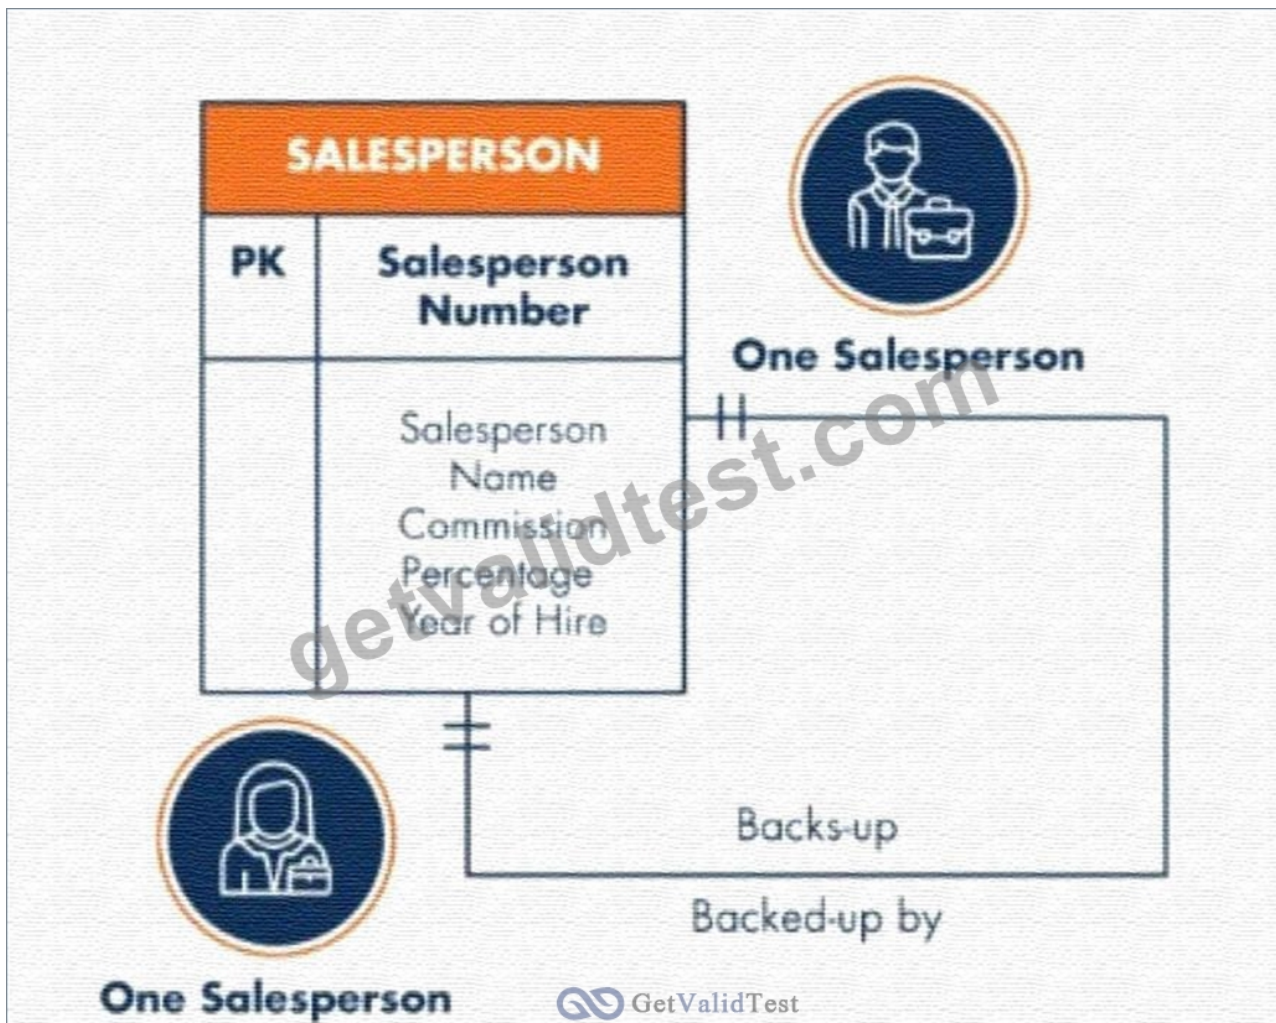 SALESPERSON
PK
Salesperson
Number
One Salesperson
Salesperson
Name
Commission
Percentage
Year of Hire
getvalidtest.com
Backs-up
Backed-up by
One Salesperson
GetValidTest